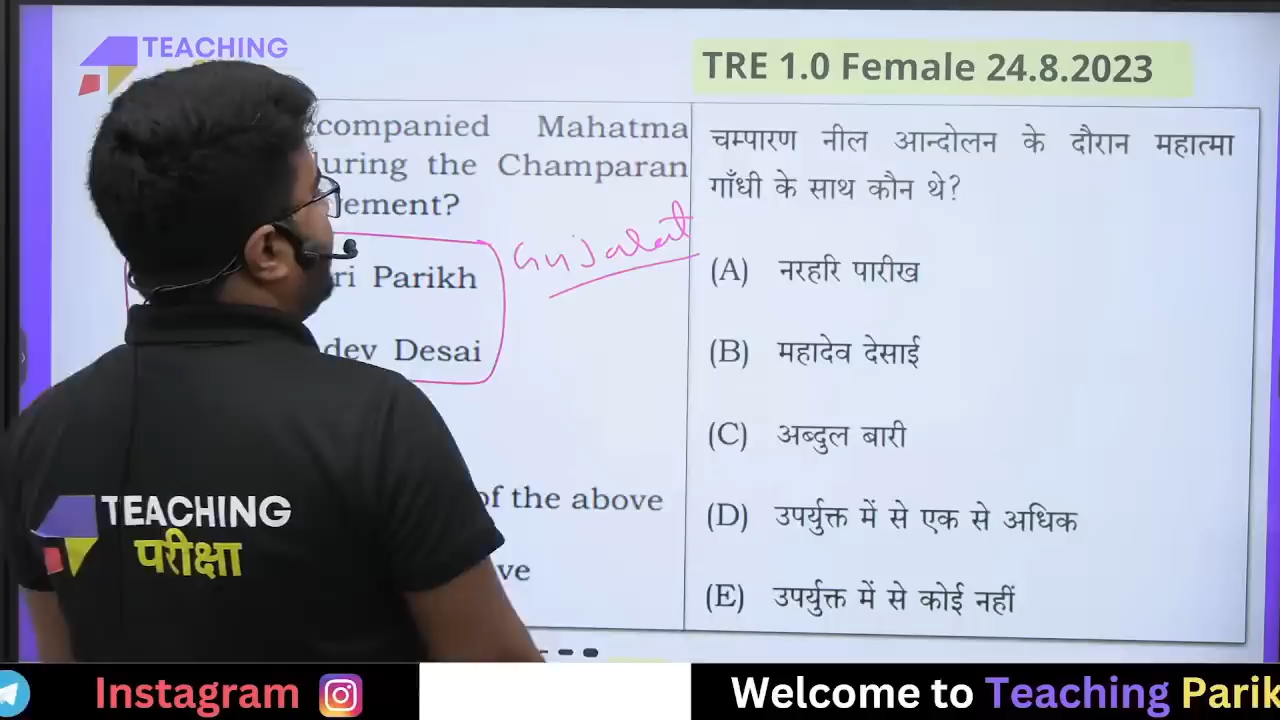 TEACHING
TRE 1.0 Female 24.8.2023
ccompanied Mahatma
uring the Champaran
ement?
ri Parikh
dev Desai
of the above
ve
Gujarat
चम्पारण नील आन्दोलन के दौरान महात्मा
गाँधी के साथ कौन थे?
(A) नरहरि पारीख
(B) महादेव देसाई
(C) अब्दुल बारी
(D) उपर्युक्त में से एक से अधिक
(E) उपर्युक्त में से कोई नहीं
TEACHING
परीक्षा
Instagram
Welcome to Teaching Parik